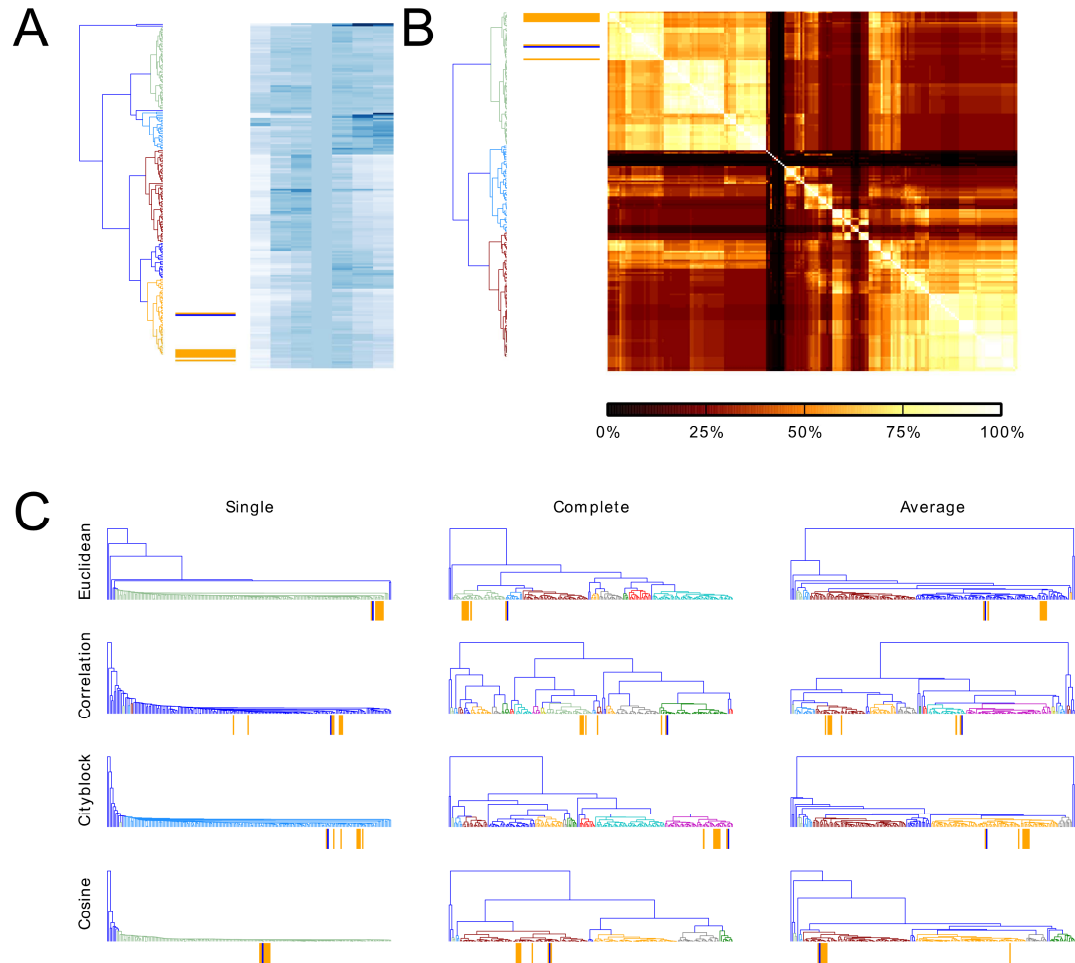 A
B
0% 25% 50% 75% 100%
C
Single Complete Average
Euclidean
Correlation
Cityblock
Cosine